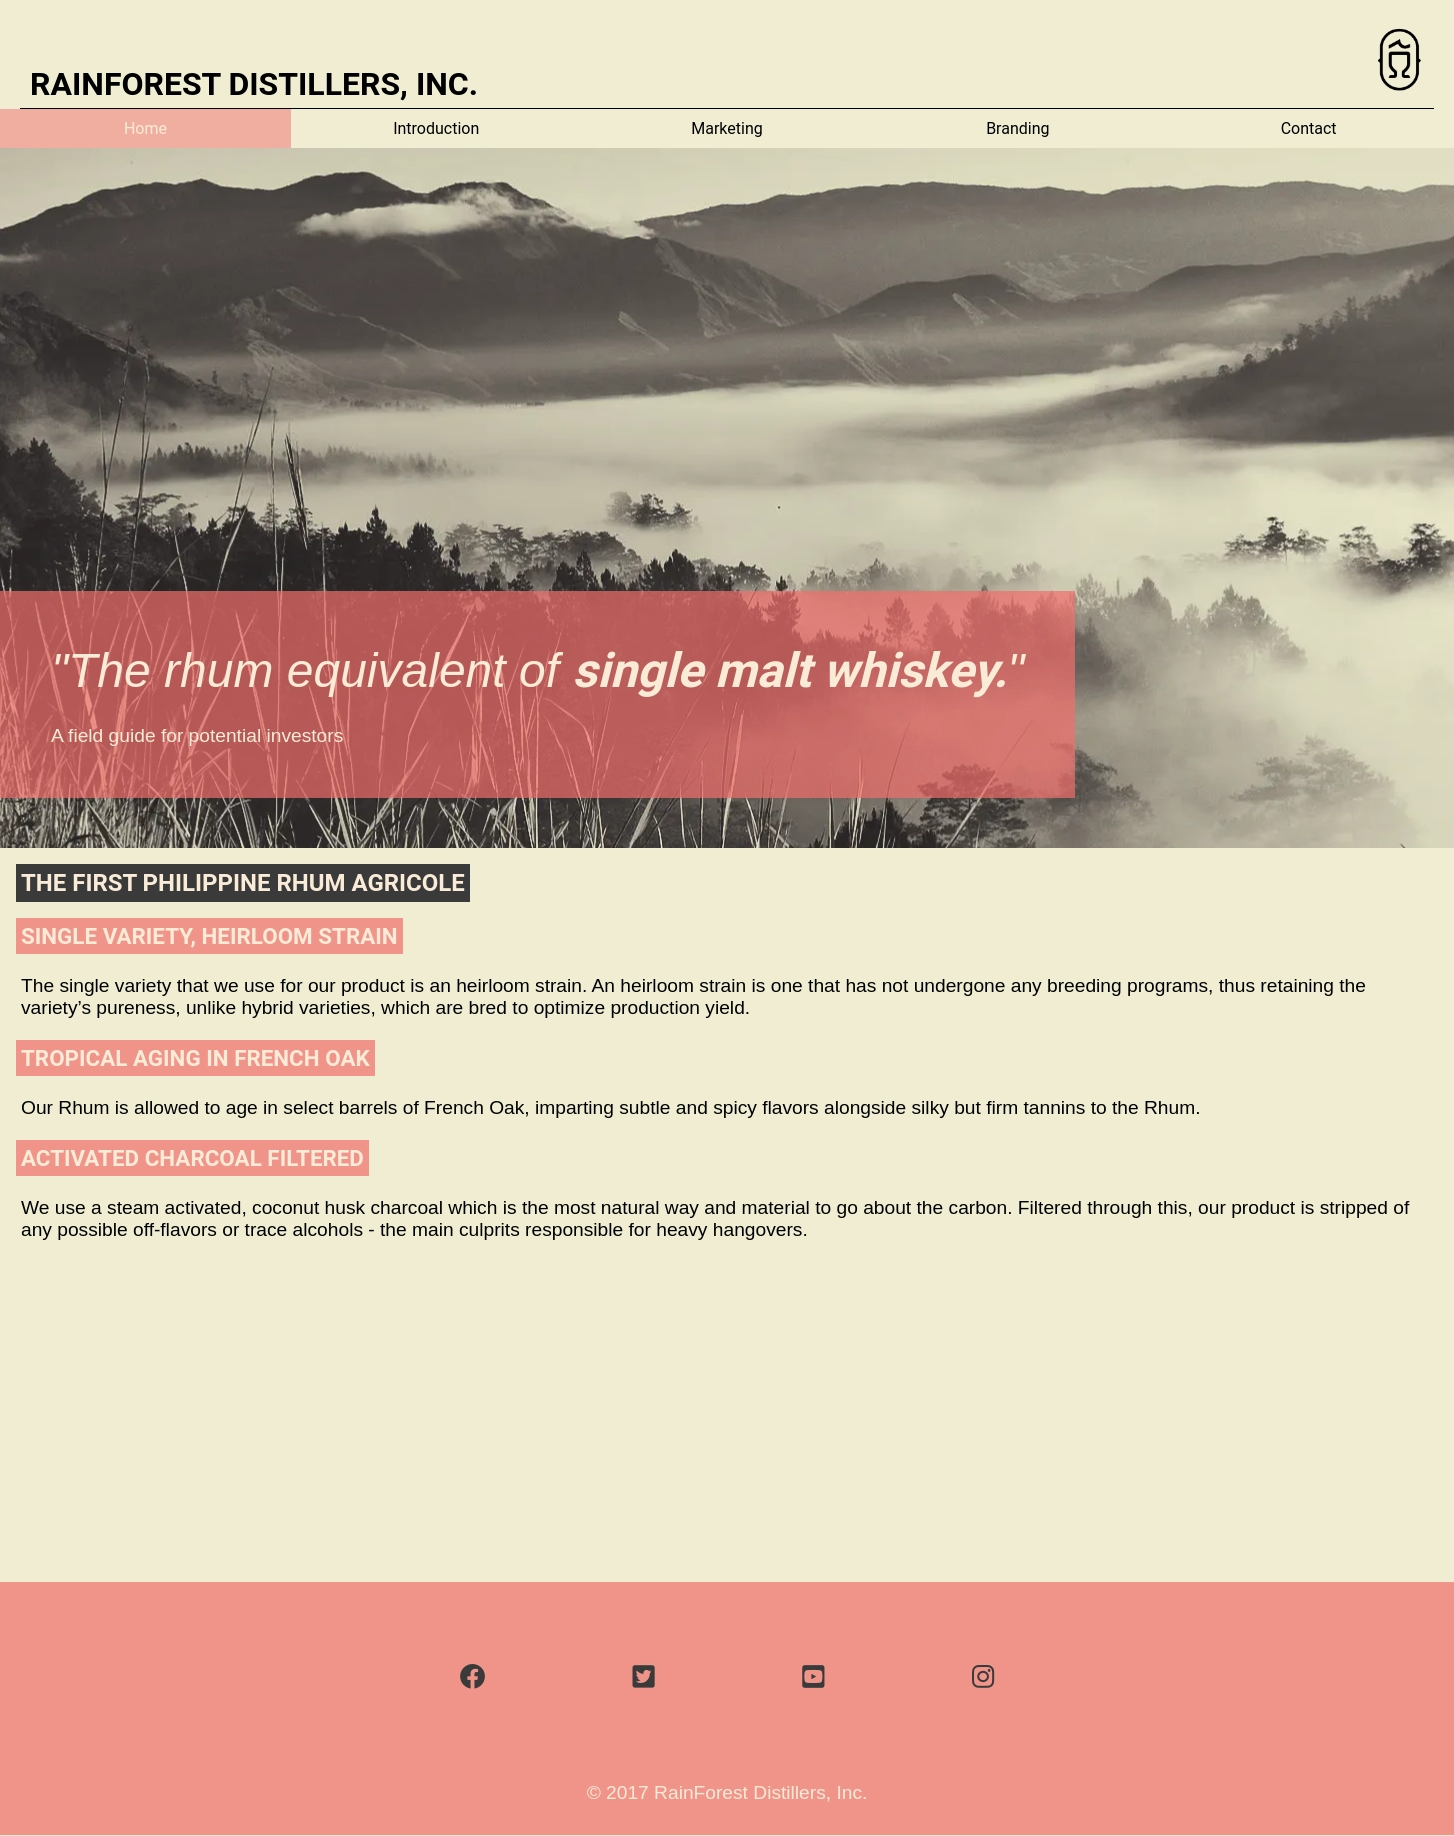 RAINFOREST DISTILLERS, INC.
Home Introduction Marketing Branding Contact
"The rhum equivalent of single malt whiskey."
A field guide for potential investors
THE FIRST PHILIPPINE RHUM AGRICOLE
SINGLE VARIETY, HEIRLOOM STRAIN
The single variety that we use for our product is an heirloom strain. An heirloom strain is one that has not undergone any breeding programs, thus retaining the
variety’s pureness, unlike hybrid varieties, which are bred to optimize production yield.
TROPICAL AGING IN FRENCH OAK
Our Rhum is allowed to age in select barrels of French Oak, imparting subtle and spicy flavors alongside silky but firm tannins to the Rhum.
ACTIVATED CHARCOAL FILTERED
We use a steam activated, coconut husk charcoal which is the most natural way and material to go about the carbon. Filtered through this, our product is stripped of
any possible off-flavors or trace alcohols - the main culprits responsible for heavy hangovers.
© 2017 RainForest Distillers, Inc.